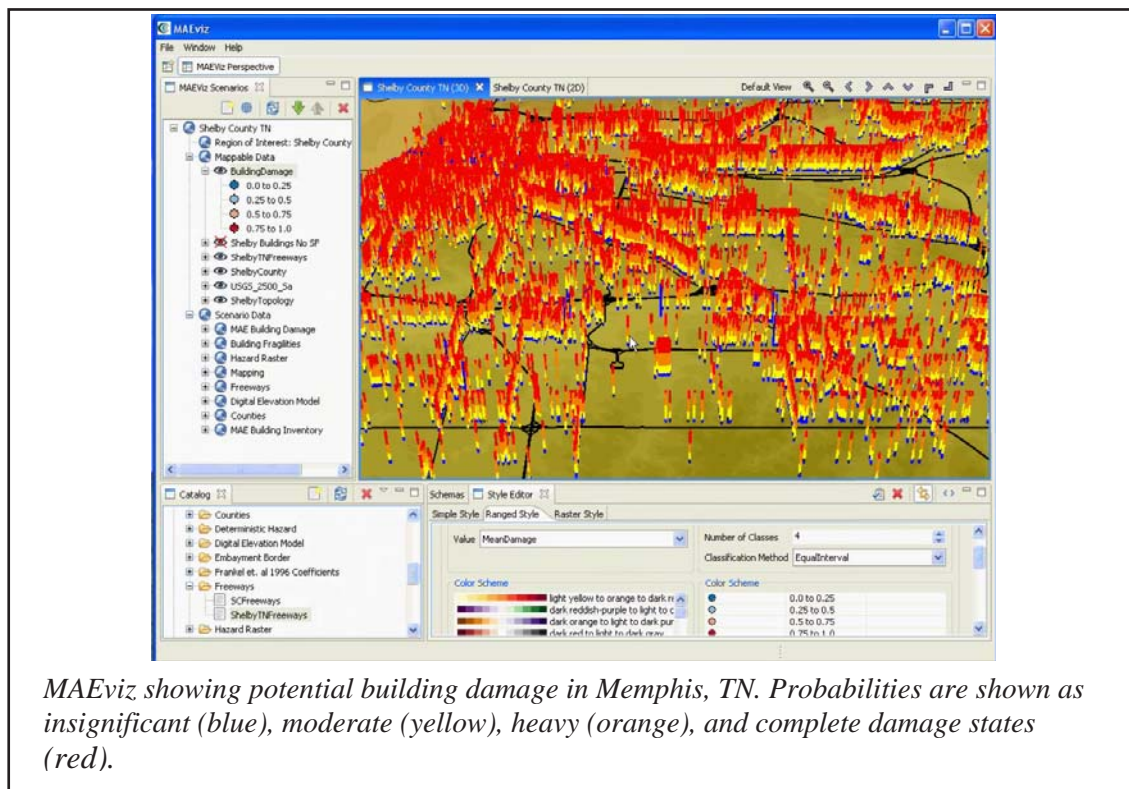 MAEviz
File Window Help
MAEViz Perspective
MAEViz Scenarios
Shelby County TN
Region of Interest: Shelby County
Mappable Data
BuildingDamage
0.0 to 0.25
0.25 to 0.5
0.5 to 0.75
0.75 to 1.0
Shelby Buildings No SF
ShelbyTNFreeways
ShelbyCounty
USGS_2500_Sa
ShelbyTopology
Scenario Data
MAE Building Damage
Building Fragilities
Hazard Raster
Mapping
Freeways
Digital Elevation Model
Counties
MAE Building Inventory
Shelby County TN (3D) Shelby County TN (2D) Default View
Catalog
Counties
Deterministic Hazard
Digital Elevation Model
Embayment Border
Frankel et. al 1996 Coefficients
Freeways
SCFreeways
ShelbyTNFreeways
Hazard Raster
Schemas Style Editor
Simple Style Ranged Style Raster Style
Value MeanDamage
Number of Classes 4
Classification Method EqualInterval
Color Scheme
light yellow to orange to dark r
dark reddish-purple to light to c
dark orange to light to dark pur
dark red to light to dark gray
Color Scheme
0.0 to 0.25
0.25 to 0.5
0.5 to 0.75
0.75 to 1.0
MAEviz showing potential building damage in Memphis, TN. Probabilities are shown as
insignificant (blue), moderate (yellow), heavy (orange), and complete damage states
(red).